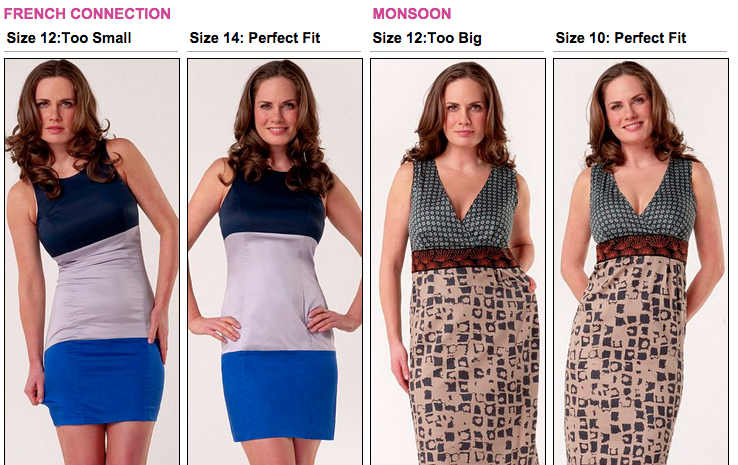 FRENCH CONNECTION
Size 12:Too Small
Size 14: Perfect Fit
MONSOON
Size 12:Too Big
Size 10: Perfect Fit